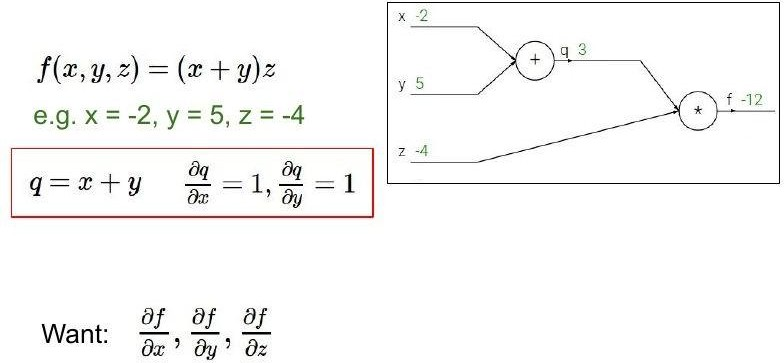 f(x, y, z) = (x + y)z
e.g. x = -2, y = 5, z = -4
q = x + y   ∂q/∂x = 1, ∂q/∂y = 1
Want: ∂f/∂x, ∂f/∂y, ∂f/∂z
x -2
y 5
z -4
+
q 3
*
f -12